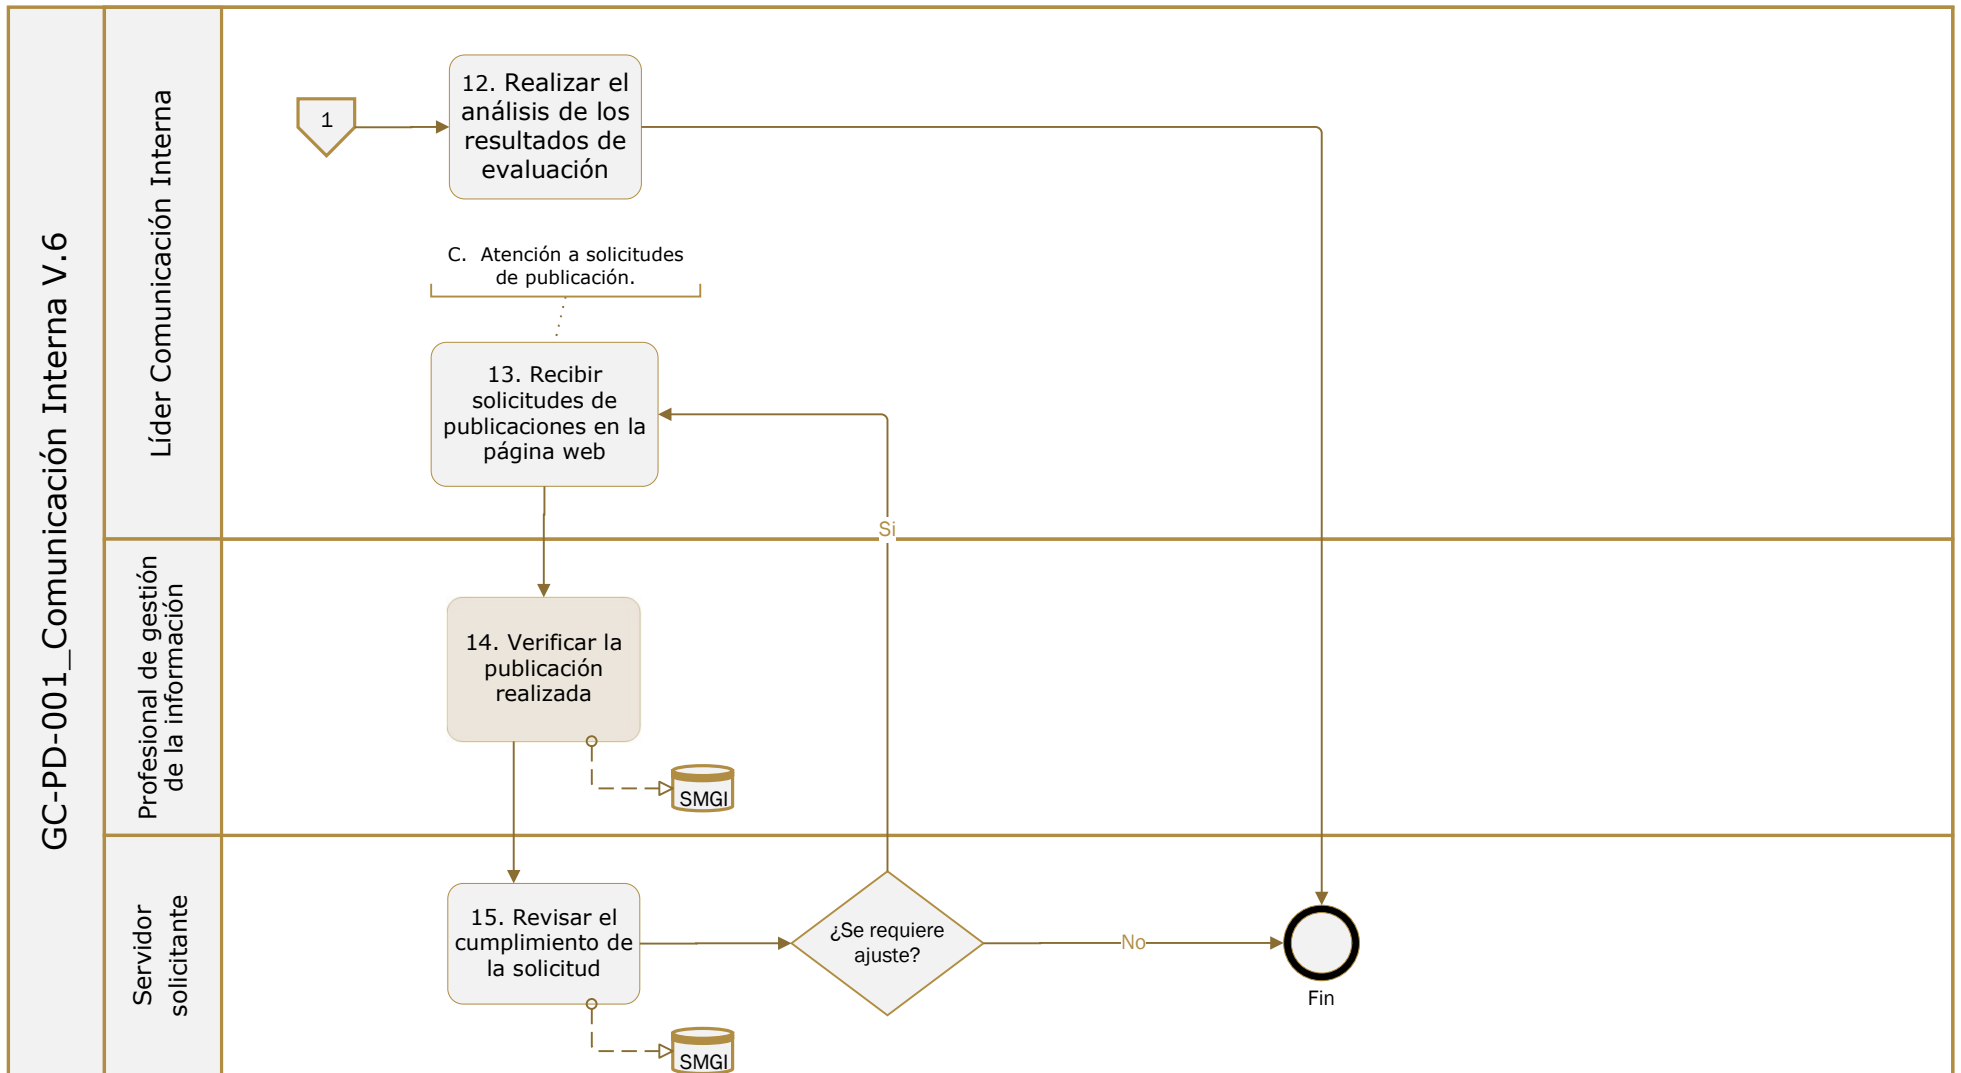 GC-PD-001_Comunicación Interna V.6
Líder Comunicación Interna
1
12. Realizar el
análisis de los
resultados de
evaluación
C. Atención a solicitudes
de publicación.
13. Recibir
solicitudes de
publicaciones en la
página web
Si
Profesional de gestión
de la información
14. Verificar la
publicación
realizada
SMGI
Servidor
solicitante
15. Revisar el
cumplimiento de
la solicitud
¿Se requiere
ajuste?
No
Fin
SMGI